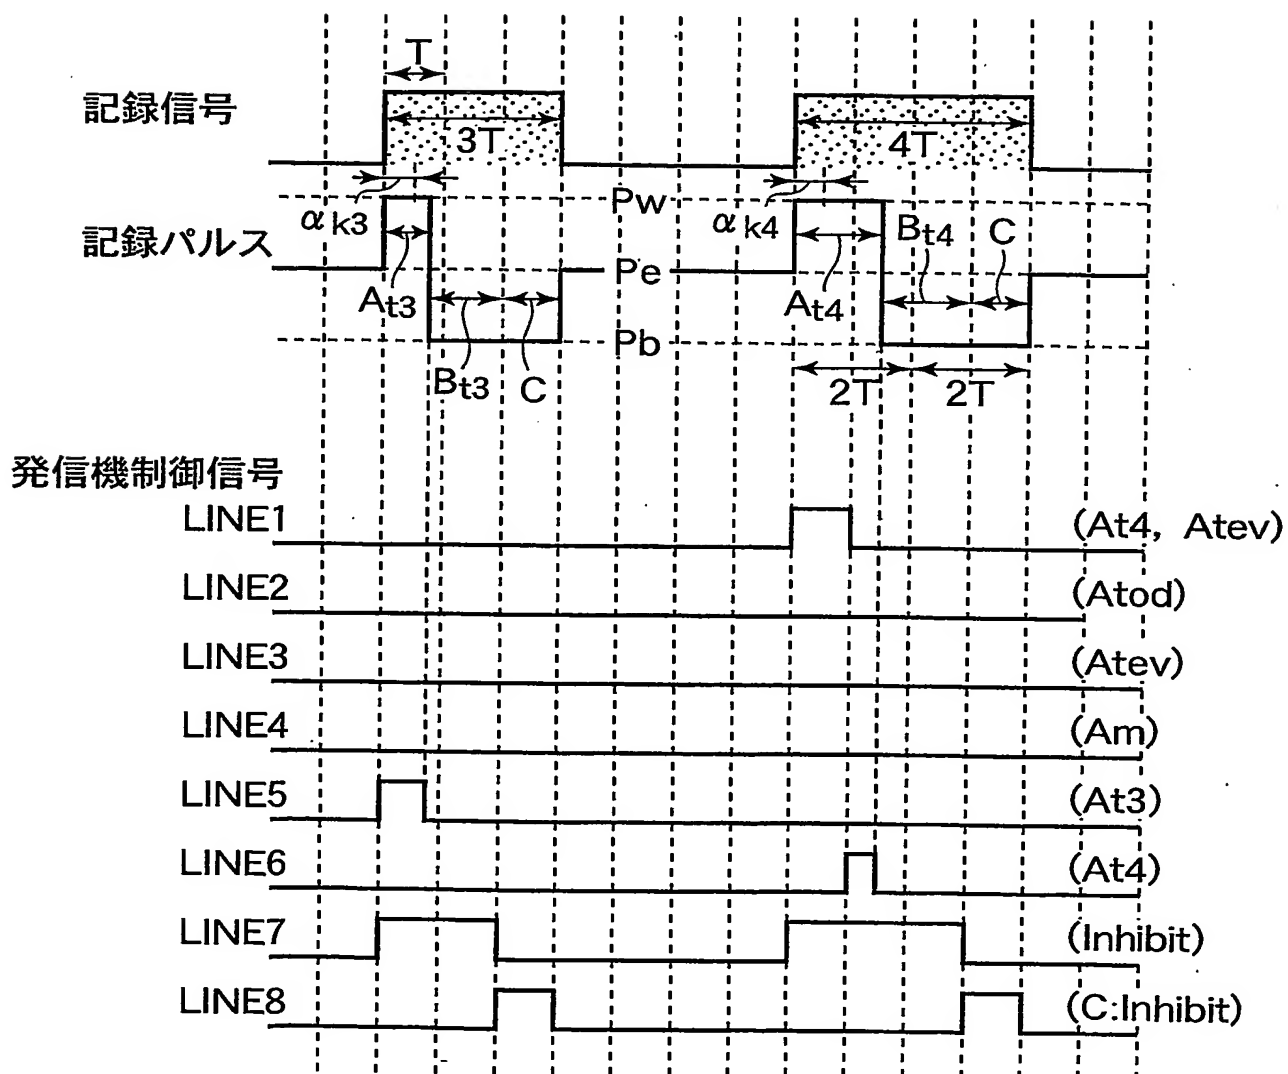 T
記録信号
3T
4T
αk3
Pw
αk4
Bt4
C
記録パルス
Pe
At3
At4
Pb
Bt3
C
2T
2T
発信機制御信号
LINE1
(At4, Atev)
LINE2
(Atod)
LINE3
(Atev)
LINE4
(Am)
LINE5
(At3)
LINE6
(At4)
LINE7
(Inhibit)
LINE8
(C:Inhibit)